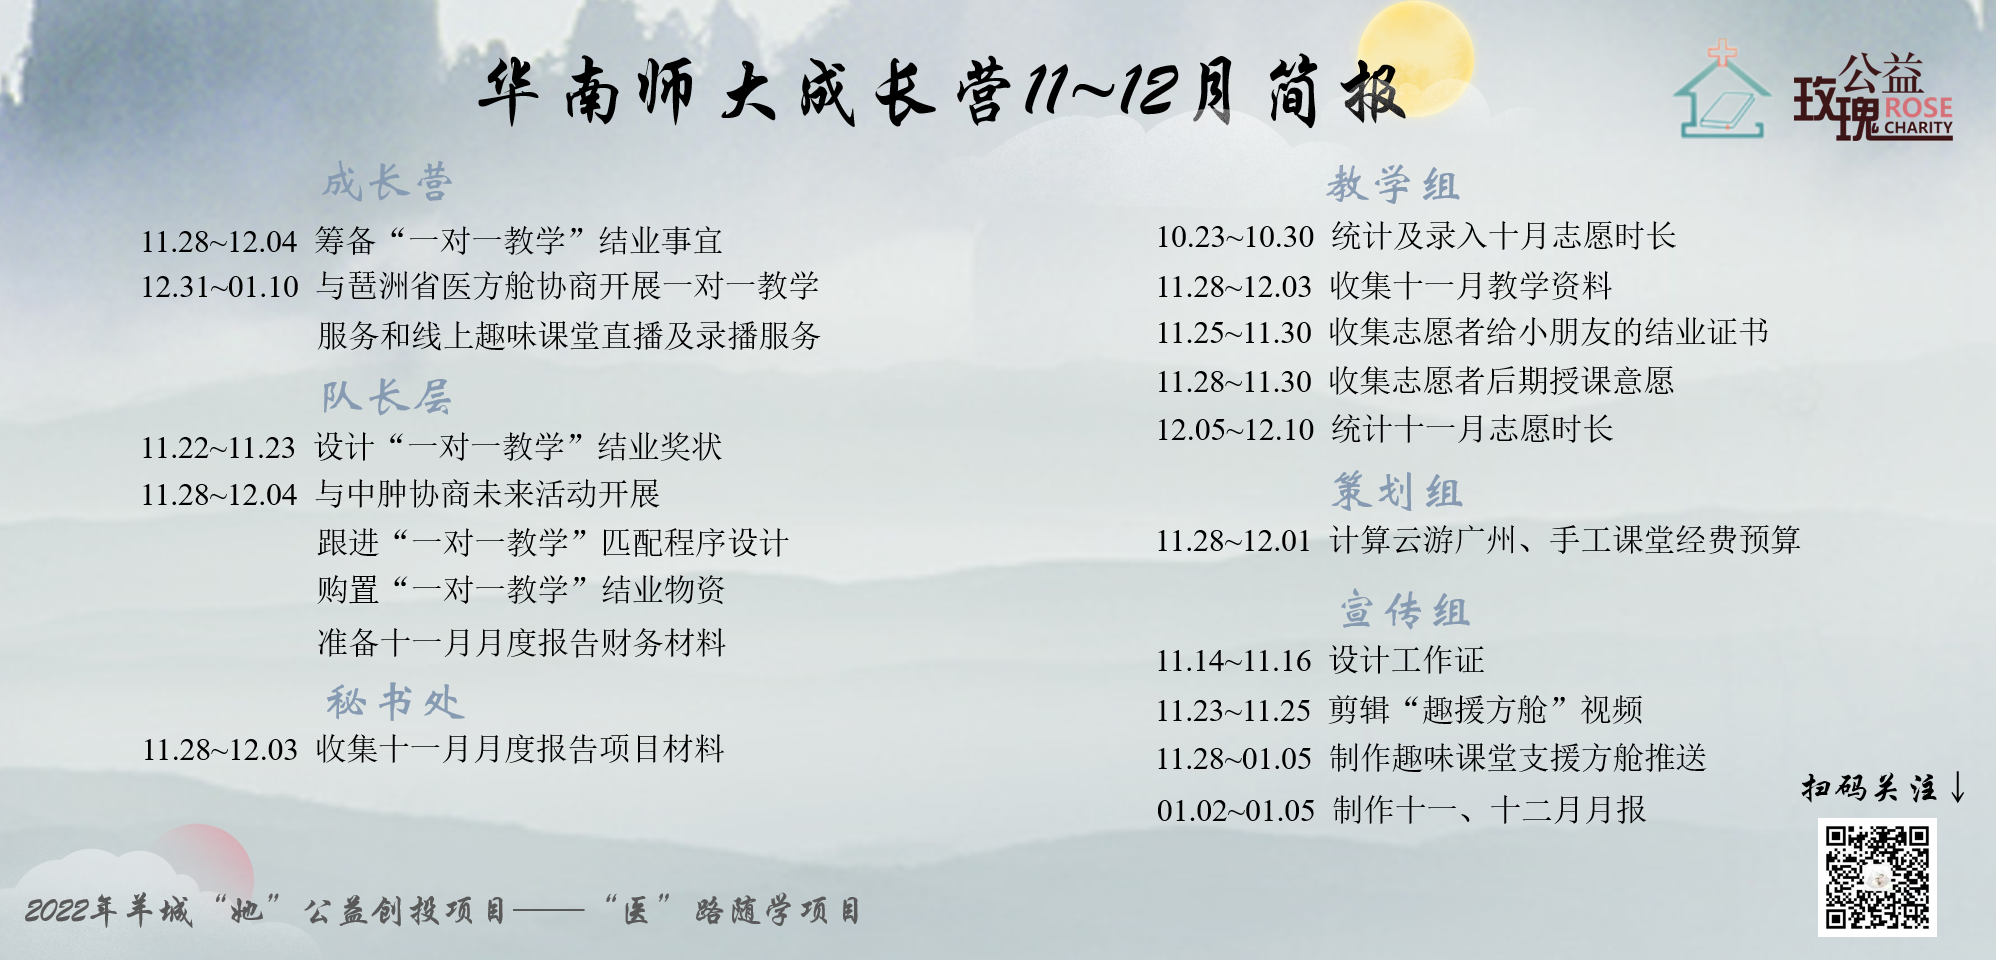 华南师大成长营11~12月简报
公益
玫瑰
ROSE
CHARITY
成长营
11.28~12.04 筹备“一对一教学”结业事宜
12.31~01.10 与琶洲省医方舱协商开展一对一教学
服务和线上趣味课堂直播及录播服务
队长层
11.22~11.23 设计“一对一教学”结业奖状
11.28~12.04 与中肿协商未来活动开展
跟进“一对一教学”匹配程序设计
购置“一对一教学”结业物资
准备十一月月度报告财务材料
秘书处
11.28~12.03 收集十一月月度报告项目材料
教学组
10.23~10.30 统计及录入十月志愿时长
11.28~12.03 收集十一月教学资料
11.25~11.30 收集志愿者给小朋友的结业证书
11.28~11.30 收集志愿者后期授课意愿
12.05~12.10 统计十一月志愿时长
策划组
11.28~12.01 计算云游广州、手工课堂经费预算
宣传组
11.14~11.16 设计工作证
11.23~11.25 剪辑“趣援方舱”视频
11.28~01.05 制作趣味课堂支援方舱推送
01.02~01.05 制作十一、十二月月报
扫码关注↓
2022年羊城“她”公益创投项目——“医”路随学项目